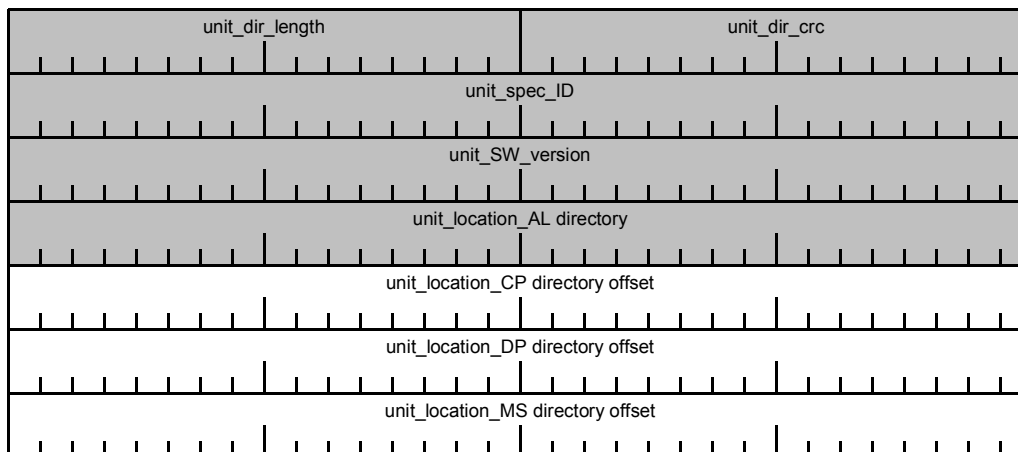 unit_dir_length unit_dir_crc
unit_spec_ID
unit_SW_version
unit_location_AL directory
unit_location_CP directory offset
unit_location_DP directory offset
unit_location_MS directory offset